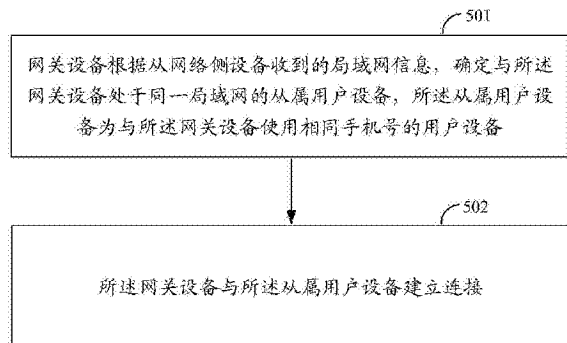 501
网关设备根据从网络侧设备收到的局域网信息，确定与所述
网关设备处于同一局域网的从属用户设备，所述从属用户设
备为与所述网关设备使用相同手机号的用户设备
502
所述网关设备与所述从属用户设备建立连接